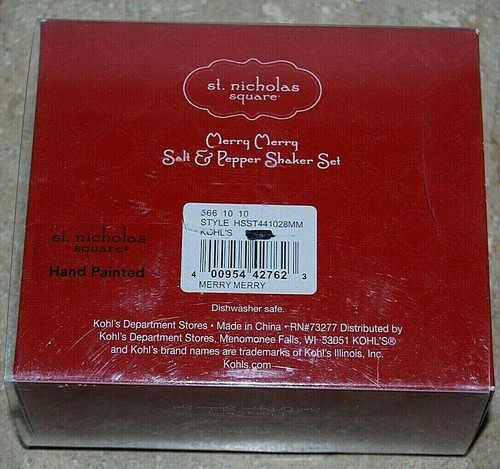 st. nicholas
square
Merry Merry
Salt & Pepper Shaker Set
566 10 10
STYLE HSST441028MM
KOHL'S
4 00954 42762 3
MERRY MERRY
st. nicholas
square
Hand Painted
Dishwasher safe.
Kohl's Department Stores • Made in China • RN#73277 Distributed by
Kohl's Department Stores, Menomonee Falls, WI 53051 KOHL'S®
and Kohl's brand names are trademarks of Kohl's Illinois, Inc.
Kohls.com